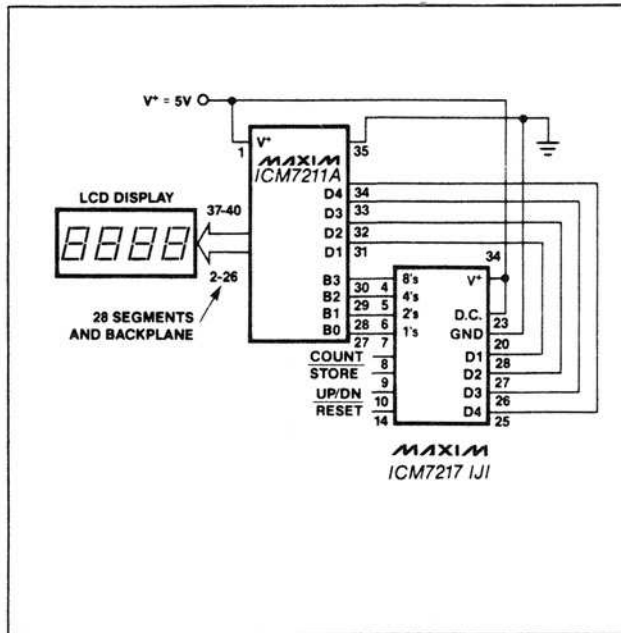 V+ = 5V
V+
1
35
MAXIM
ICM7211A
LCD DISPLAY
37-40
8888
2-26
28 SEGMENTS
AND BACKPLANE
D4
34
D3
33
D2
32
D1
31
B3
30
B2
29
B1
28
B0
27
4
8's
5
4's
6
2's
7
1's
34
V+
D.C.
23
GND
20
D1
28
D2
27
D3
26
D4
25
COUNT
8
STORE
9
UP/DN
10
RESET
14
MAXIM
ICM7217 IJI